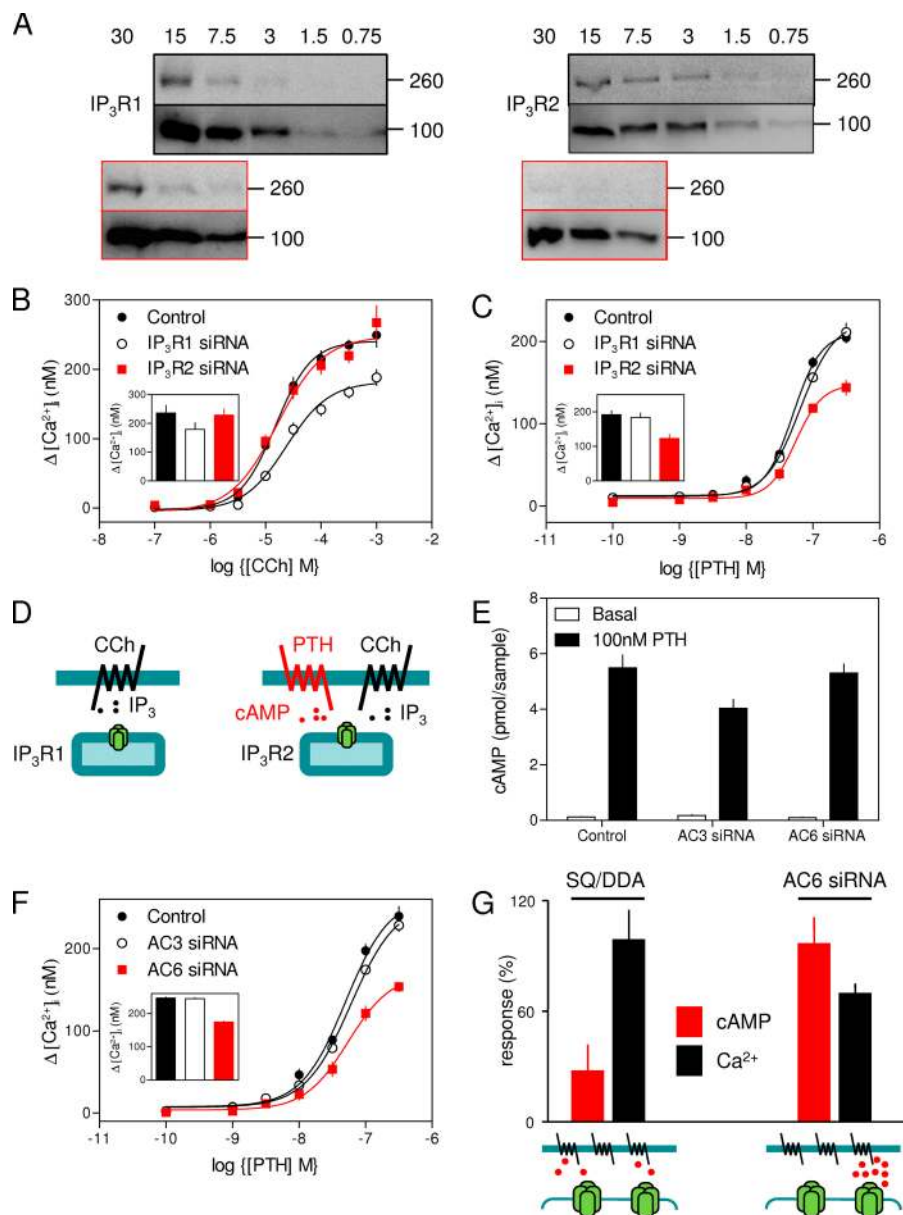 A
30 15 7.5 3 1.5 0.75
IP3R1
260
100
260
100
30 15 7.5 3 1.5 0.75
IP3R2
260
100
260
100
B
Control
IP3R1 siRNA
IP3R2 siRNA
Δ [Ca2+]i (nM)
300
200
100
0
Δ [Ca2+]i (nM)
300
200
100
0
-8 -7 -6 -5 -4 -3 -2
log {[CCh] M}
C
Control
IP3R1 siRNA
IP3R2 siRNA
Δ [Ca2+]i (nM)
200
100
0
Δ [Ca2+]i (nM)
200
100
0
-11 -10 -9 -8 -7 -6
log {[PTH] M}
D
CCh
IP3
IP3R1
PTH
CCh
cAMP
IP3
IP3R2
E
Basal
100nM PTH
cAMP (pmol/sample)
8
6
4
2
0
Control AC3 siRNA AC6 siRNA
F
Control
AC3 siRNA
AC6 siRNA
Δ [Ca2+]i (nM)
200
100
0
Δ [Ca2+]i (nM)
200
100
0
-11 -10 -9 -8 -7 -6
log {[PTH] M}
G
SQ/DDA
AC6 siRNA
response (%)
120
60
0
cAMP
Ca2+